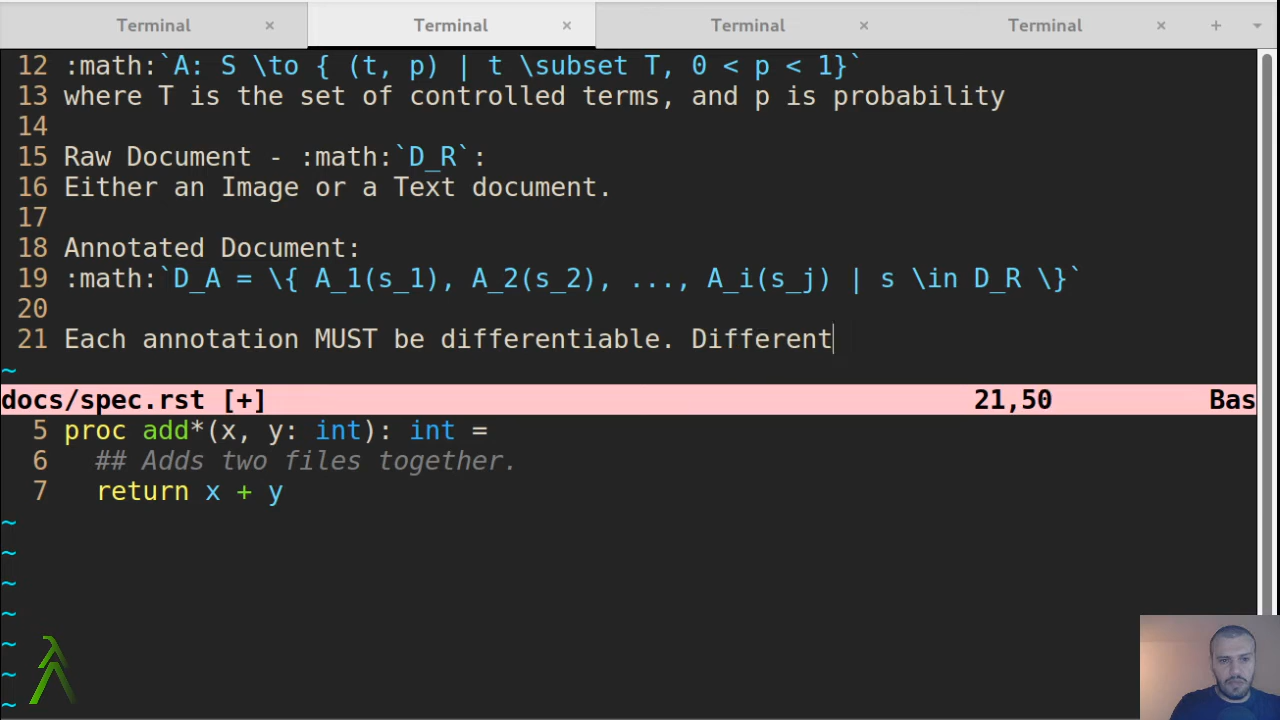 Terminal × Terminal × Terminal × Terminal × +
12 :math:`A: S \to { (t, p) | t \subset T, 0 < p < 1}`
13 where T is the set of controlled terms, and p is probability
14
15 Raw Document - :math:`D_R`:
16 Either an Image or a Text document.
17
18 Annotated Document:
19 :math:`D_A = \{ A_1(s_1), A_2(s_2), ..., A_i(s_j) | s \in D_R \}`
20
21 Each annotation MUST be differentiable. Different
~
docs/spec.rst [+] 21,50 Bas
5 proc add*(x, y: int): int =
6 ## Adds two files together.
7 return x + y
~
~
~
~
~
~
~